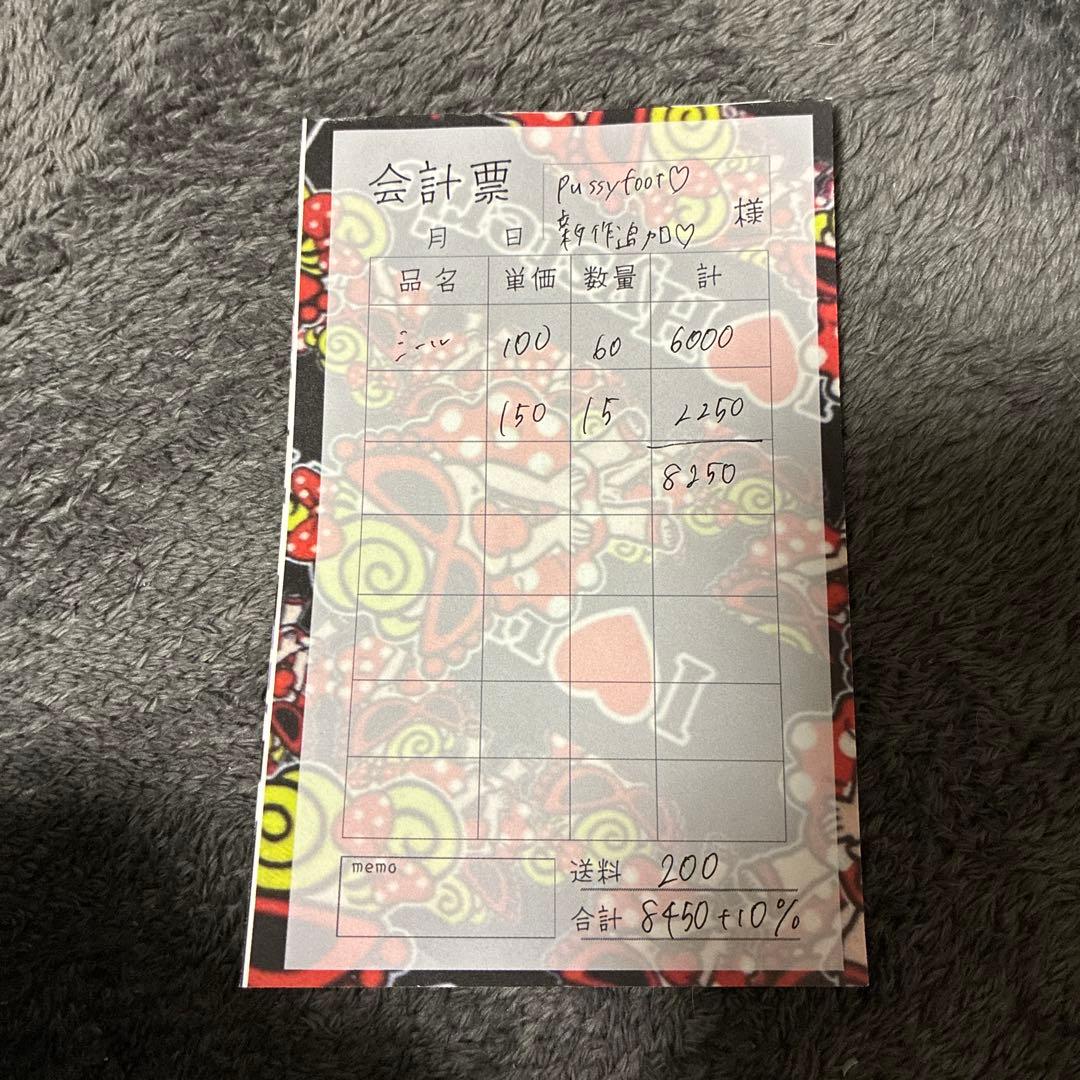 会計票
pussyfoot♡
新作追加♡
様
月 日
品名 単価 数量 計
シール 100 60 6000
150 15 2250
8250
memo
送料 200
合計 8450+10%
I